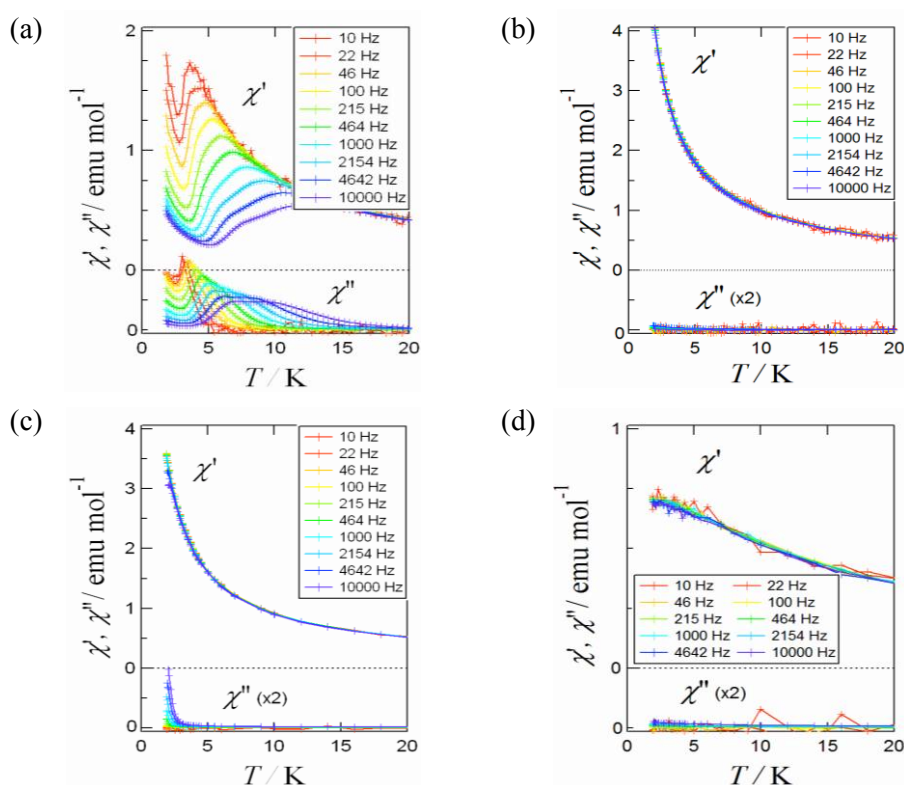 (a)
χ', χ''/ emu mol⁻¹
2
1
0
0
χ'
χ''
10 Hz
22 Hz
46 Hz
100 Hz
215 Hz
464 Hz
1000 Hz
2154 Hz
4642 Hz
10000 Hz
0 5 10 15 20
T / K
(b)
χ', χ''/ emu mol⁻¹
4
3
2
1
0
0
χ'
χ'' (x2)
10 Hz
22 Hz
46 Hz
100 Hz
215 Hz
464 Hz
1000 Hz
2154 Hz
4642 Hz
10000 Hz
0 5 10 15 20
T / K
(c)
χ', χ''/ emu mol⁻¹
4
3
2
1
0
0
χ'
χ'' (x2)
10 Hz
22 Hz
46 Hz
100 Hz
215 Hz
464 Hz
1000 Hz
2154 Hz
4642 Hz
10000 Hz
0 5 10 15 20
T / K
(d)
χ', χ''/ emu mol⁻¹
1
0
0
χ'
10 Hz 22 Hz
46 Hz 100 Hz
215 Hz 464 Hz
1000 Hz 2154 Hz
4642 Hz 10000 Hz
χ'' (x2)
0 5 10 15 20
T / K